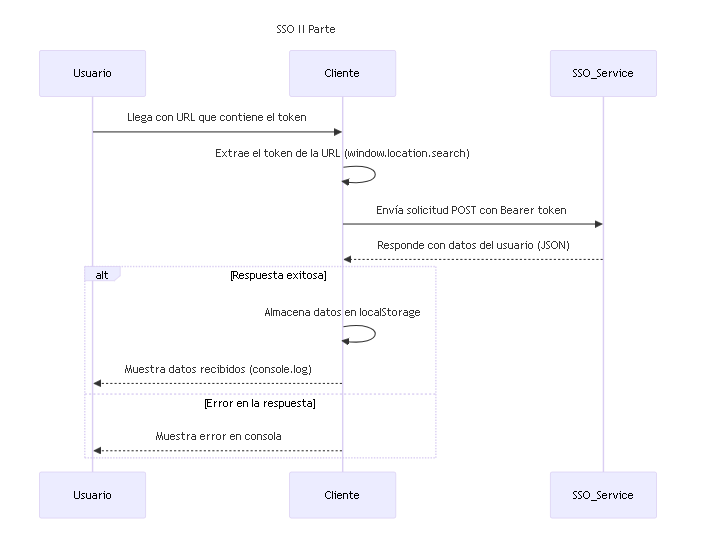 SSO II Parte
Usuario
Cliente
SSO_Service
Llega con URL que contiene el token
Extrae el token de la URL (window.location.search)
Envía solicitud POST con Bearer token
Responde con datos del usuario (JSON)
alt
[Respuesta exitosa]
Almacena datos en localStorage
Muestra datos recibidos (console.log)
[Error en la respuesta]
Muestra error en consola
Usuario
Cliente
SSO_Service